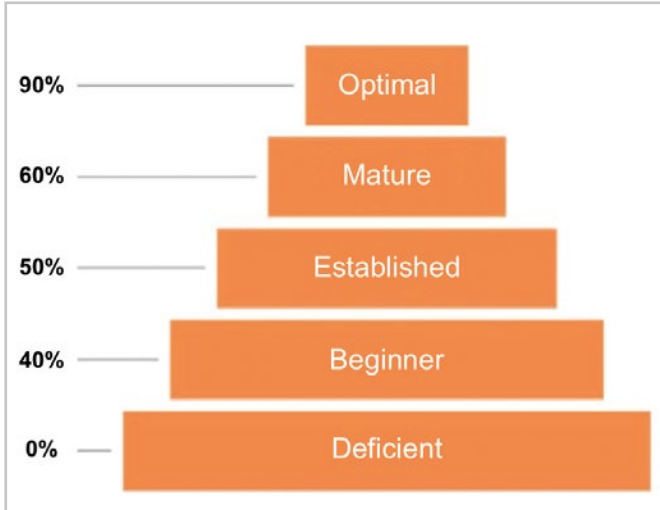 90% Optimal
60% Mature
50% Established
40% Beginner
0% Deficient